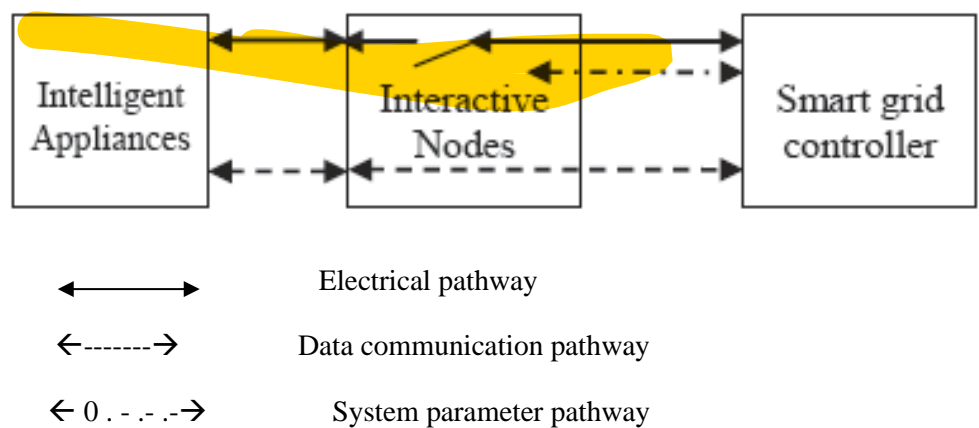 Intelligent
Appliances
Interactive
Nodes
Smart grid
controller
Electrical pathway
←-------→ Data communication pathway
← 0 . - .-.- .-→ System parameter pathway